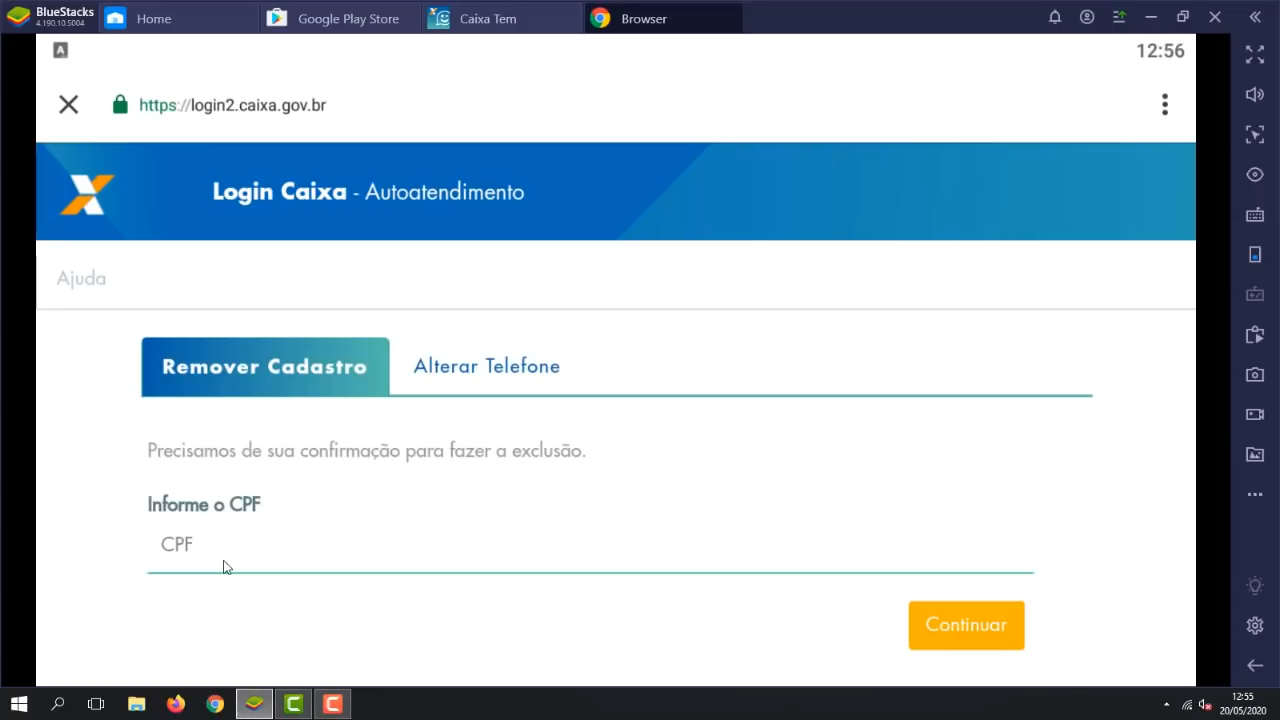 BlueStacks
4.190.10.5004
Home
Google Play Store
Caixa Tem
Browser
A
12:56
https://login2.caixa.gov.br
Login Caixa - Autoatendimento
Ajuda
Remover Cadastro
Alterar Telefone
Precisamos de sua confirmação para fazer a exclusão.
Informe o CPF
CPF
Continuar
12:55
20/05/2020